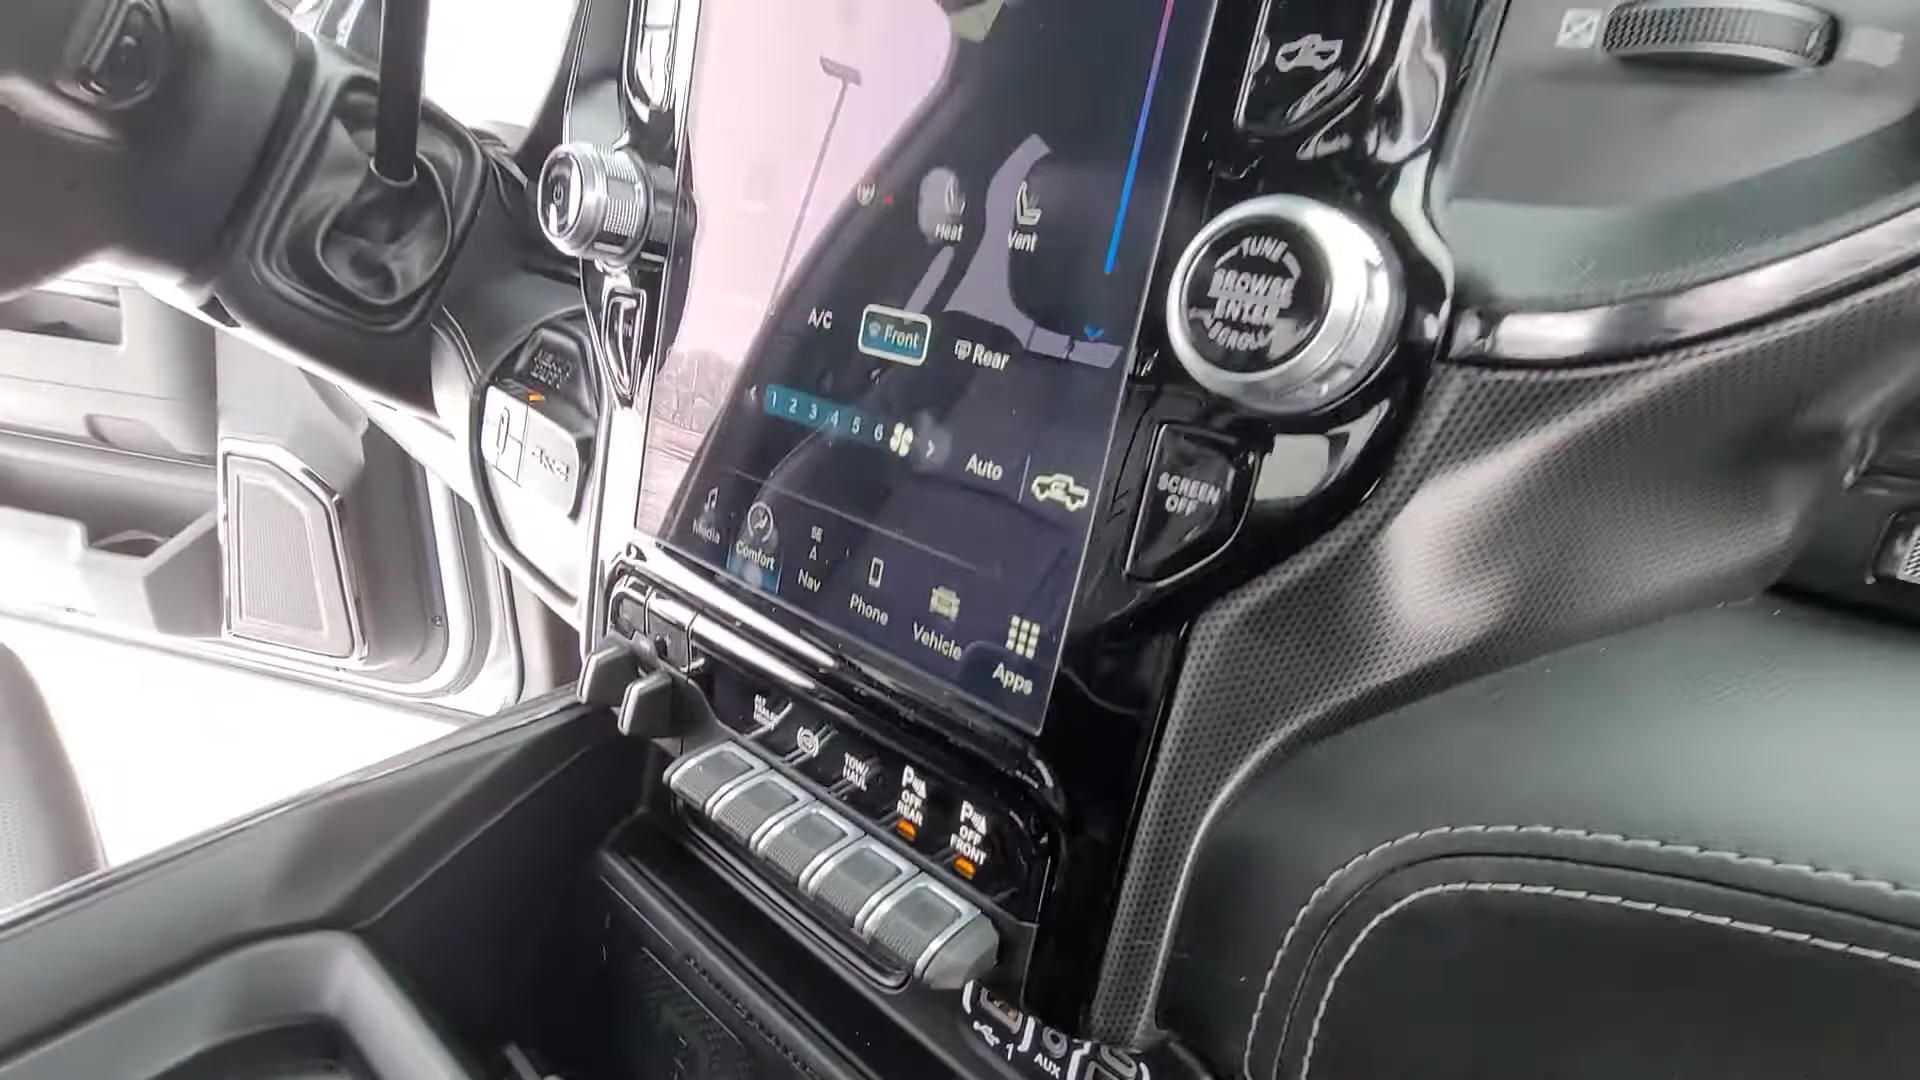 Heat
Vent
TUNE
BROWSE
ENTER
SCROLL
A/C
Front
Rear
1 2 3 4 5 6
Auto
SCREEN
OFF
Media
Comfort
Nav
Phone
Vehicle
Apps
TOW/
HAUL
P
OFF
REAR
P
OFF
FRONT
1
AUX